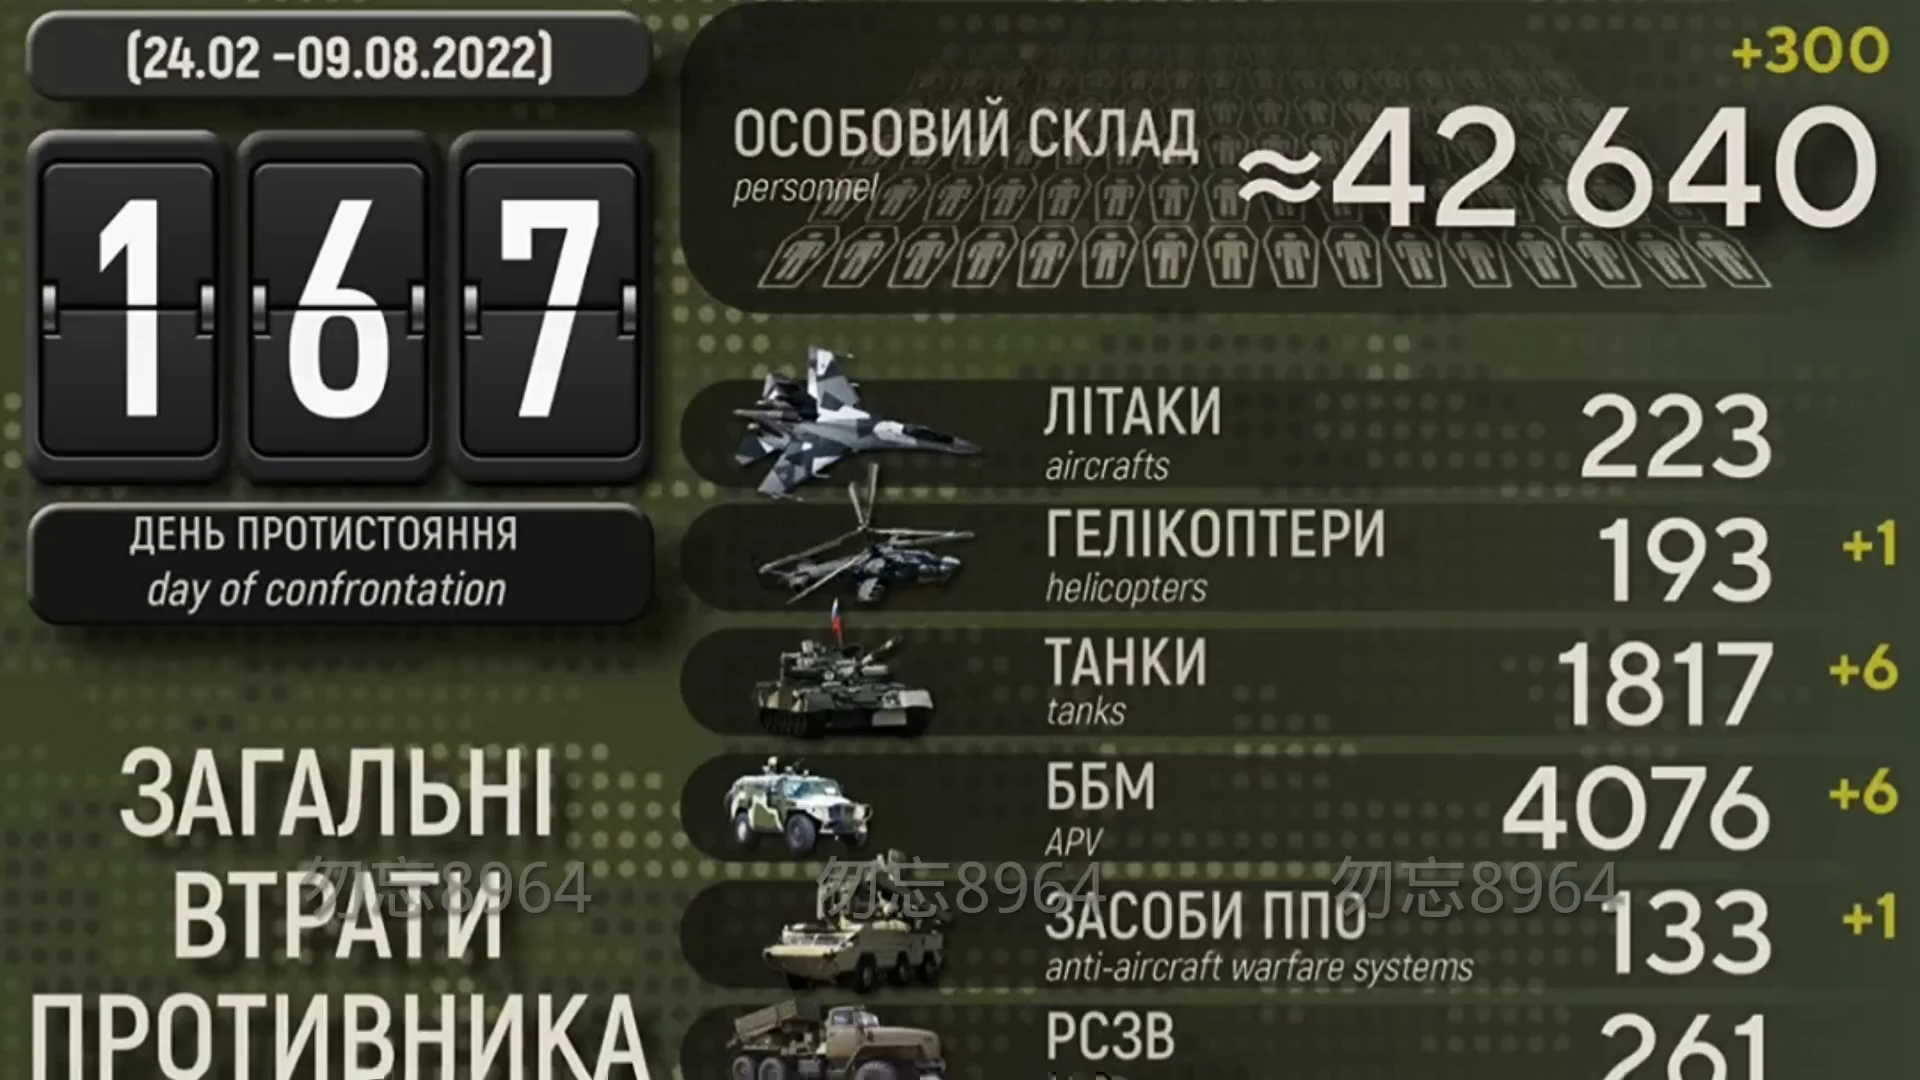 (24.02 –09.08.2022)
167
ДЕНЬ ПРОТИСТОЯННЯ
day of confrontation
ЗАГАЛЬНІ
ВТРАТИ
ПРОТИВНИКА
+300
ОСОБОВИЙ СКЛАД ≈42 640
personnel
ЛІТАКИ 223
aircrafts
ГЕЛІКОПТЕРИ 193 +1
helicopters
ТАНКИ 1817 +6
tanks
ББМ 4076 +6
APV
勿忘8964 勿忘8964 勿忘8964
ЗАСОБИ ППО 133 +1
anti-aircraft warfare systems
РСЗВ 261